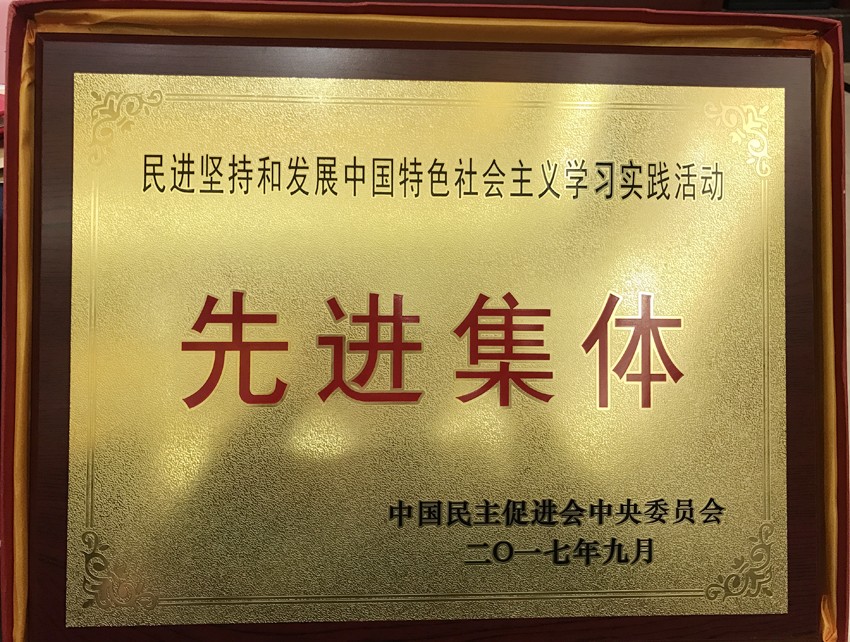 民进坚持和发展中国特色社会主义学习实践活动
先进集体
中国民主促进会中央委员会
二〇一七年九月